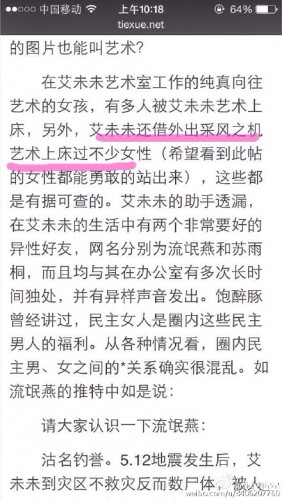 中国移动 上午10:18 64%
tiexue.net
的图片也能叫艺术?
在艾未未艺术室工作的纯真向往
艺术的女孩，有多人被艾未未艺术上
床，另外，艾未未还借外出采风之机
艺术上床过不少女性（希望看到此帖
的女性都能勇敢的站出来），这些都
是有据可查的。艾未未的助手透漏，
在艾未未的生活中有两个非常要好的
异性好友，网名分别为流氓燕和苏雨
桐，而且均与其在办公室有多次长时
间独处，并有异样声音发出。饱醉豚
曾经讲过，民主女人是圈内这些民主
男人的福利。从各种情况看，圈内民
主男、女之间的*关系确实很混乱。如
流氓燕的推特中如是说：
请大家认识一下流氓燕：
沽名钓誉。5.12地震发生后，艾
未未到灾区不救灾反而数尸体，被人